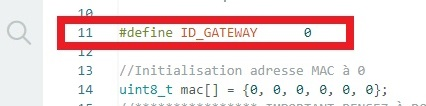 10
11 #define ID_GATEWAY 0
12
13 //Initialisation adresse MAC à 0
14 uint8_t mac[] = {0, 0, 0, 0, 0, 0};